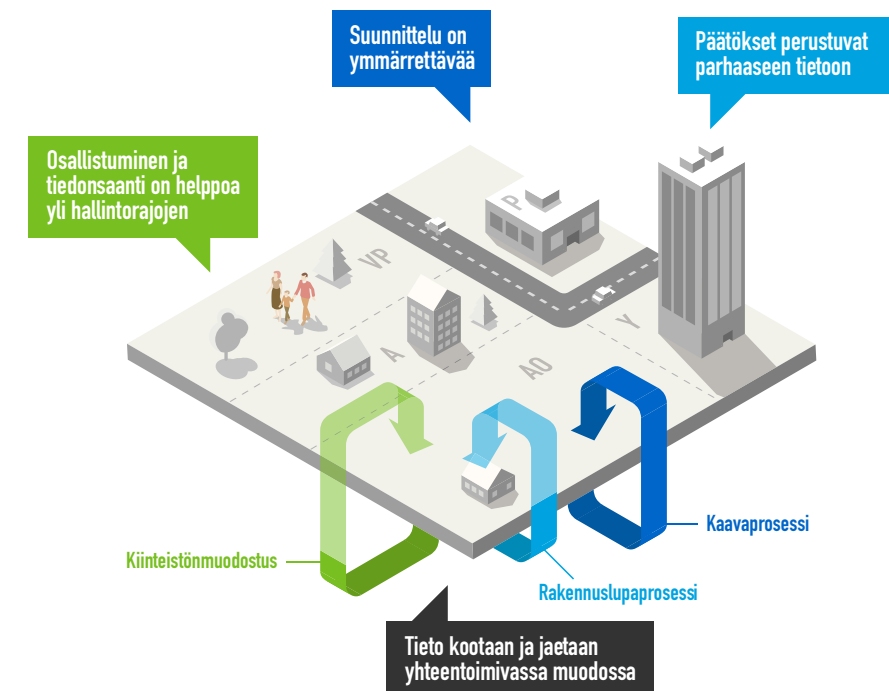 Suunnittelu on
ymmärrettävää
Päätökset perustuvat
parhaaseen tietoon
Osallistuminen ja
tiedonsaanti on helppoa
yli hallintorajojen
P
VP
Y
A
AO
Kaavaprosessi
Kiinteistönmuodostus
Rakennuslupaprosessi
Tieto kootaan ja jaetaan
yhteentoimivassa muodossa